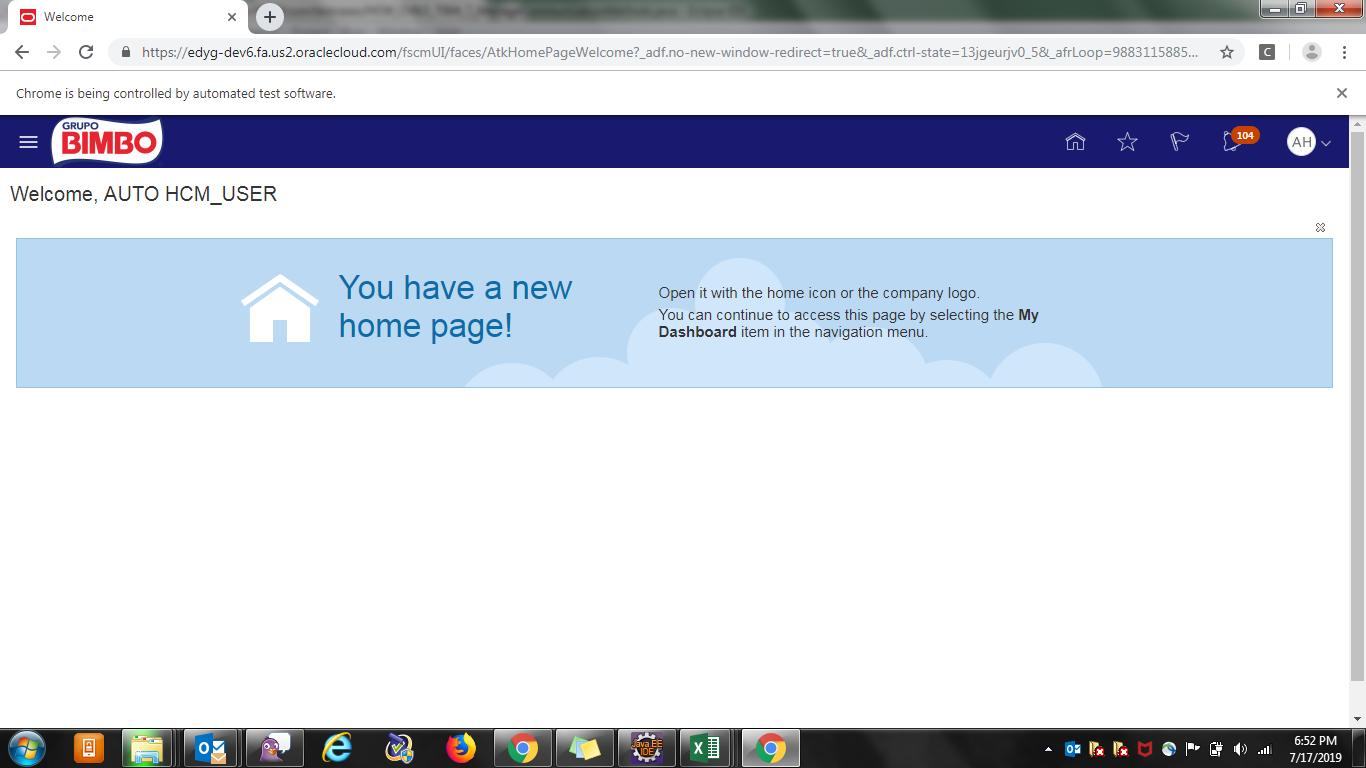 Welcome
https://edyg-dev6.fa.us2.oraclecloud.com/fscmUI/faces/AtkHomePageWelcome?_adf.no-new-window-redirect=true&_adf.ctrl-state=13jgeurjv0_5&_afrLoop=9883115885...
C
Chrome is being controlled by automated test software.
GRUPO
BIMBO
104
AH
Welcome, AUTO HCM_USER
You have a new
home page!
Open it with the home icon or the company logo.
You can continue to access this page by selecting the My
Dashboard item in the navigation menu.
Java EE
IDE
6:52 PM
7/17/2019